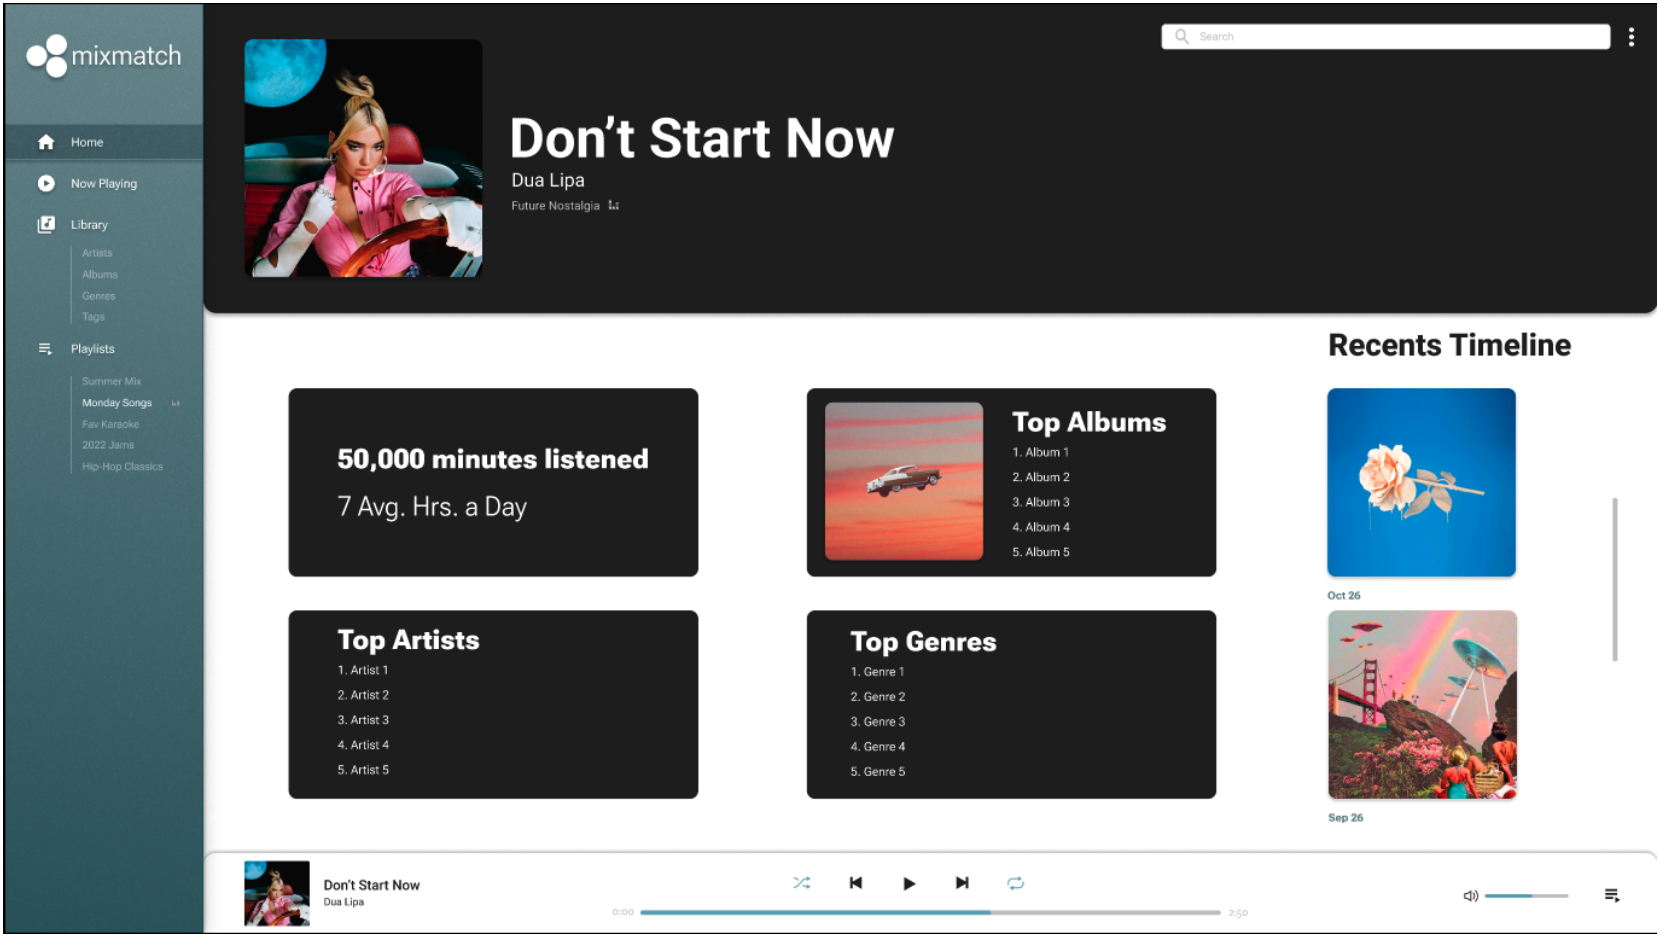 mixmatch
Home
Now Playing
Library
Artists
Albums
Genres
Tags
Playlists
Summer Mix
Monday Songs
Fav Karaoke
2022 Jams
Hip-Hop Classics
Search
Don't Start Now
Dua Lipa
Future Nostalgia
50,000 minutes listened
7 Avg. Hrs. a Day
Top Albums
1. Album 1
2. Album 2
3. Album 3
4. Album 4
5. Album 5
Top Artists
1. Artist 1
2. Artist 2
3. Artist 3
4. Artist 4
5. Artist 5
Top Genres
1. Genre 1
2. Genre 2
3. Genre 3
4. Genre 4
5. Genre 5
Recents Timeline
Oct 26
Sep 26
Don't Start Now
Dua Lipa
0:00
2:50